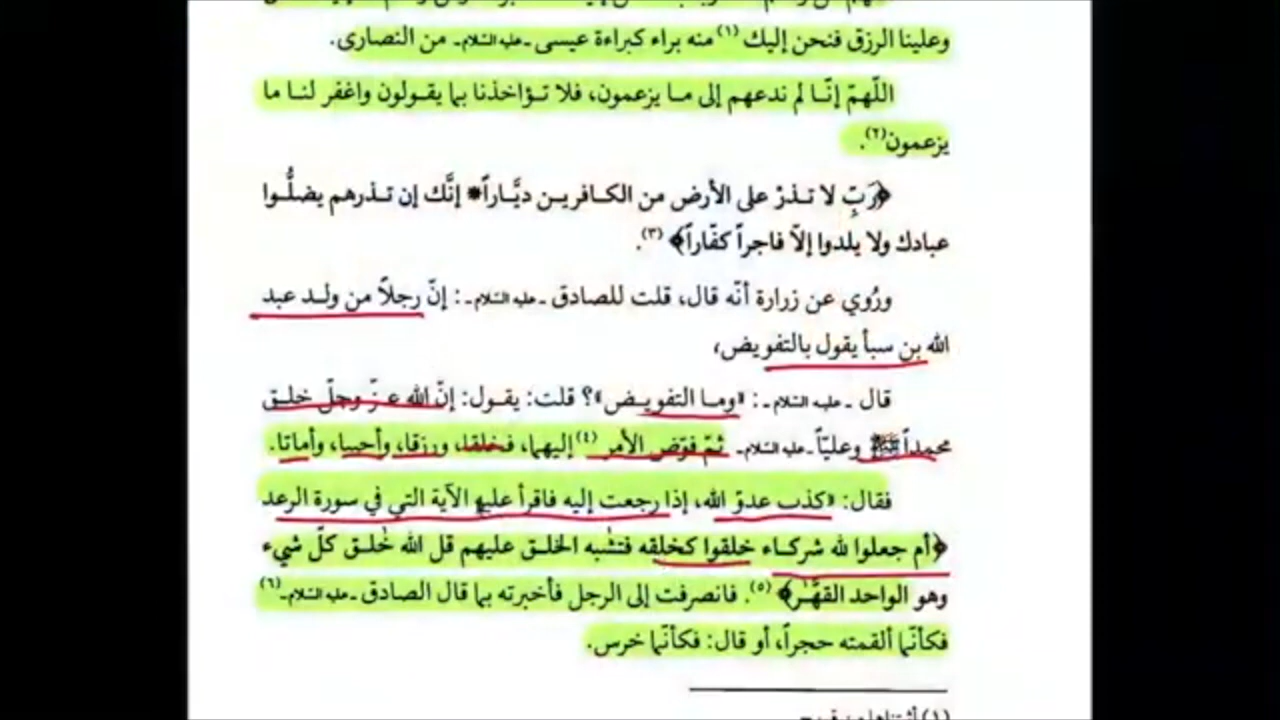 وعلينا الرزق فنحن إليك (١) منه براء كبراءة عيسى ـ عليه السلام ـ من النصارى.
اللّهمّ إنّا لم ندعهم إلى ما يزعمون، فلا تؤاخذنا بما يقولون واغفر لنا ما
يزعمون(٢).
﴿رَبِّ لا تذرْ على الأرض من الكافرين ديَّاراً* إنَّك إن تذرهم يضلُّوا
عبادك ولا يلدوا إلاّ فاجراً كفّاراً﴾ (٣).
ورُوي عن زرارة أنّه قال، قلت للصادق ـ عليه السلام ـ: إنّ رجلاً من ولد عبد
الله بن سبأ يقول بالتفويض،
قال ـ عليه السلام ـ: «وما التفويض»؟ قلت: يقول: إنّ الله عزّ وجلّ خلق
محمداً ﷺ وعليّاً ـ عليه السلام ـ ثمّ فوّض الأمر (٤) إليهما، فخلقا، ورزقا، وأحييا، وأماتا.
فقال: «كذب عدوّ الله، إذا رجعت إليه فاقرأ عليه الآية التي في سورة الرعد
﴿أم جعلوا لله شركاء خلقوا كخلقه فتشٰبه الخلق عليهم قل الله خٰلق كلّ شيء
وهو الواحد القهّٰر﴾ (٥). فانصرفت إلى الرجل فأخبرته بما قال الصادق ـ عليه السلام ـ (٦)
فكأنّما ألقمته حجراً، أو قال: فكأنّما خرس.